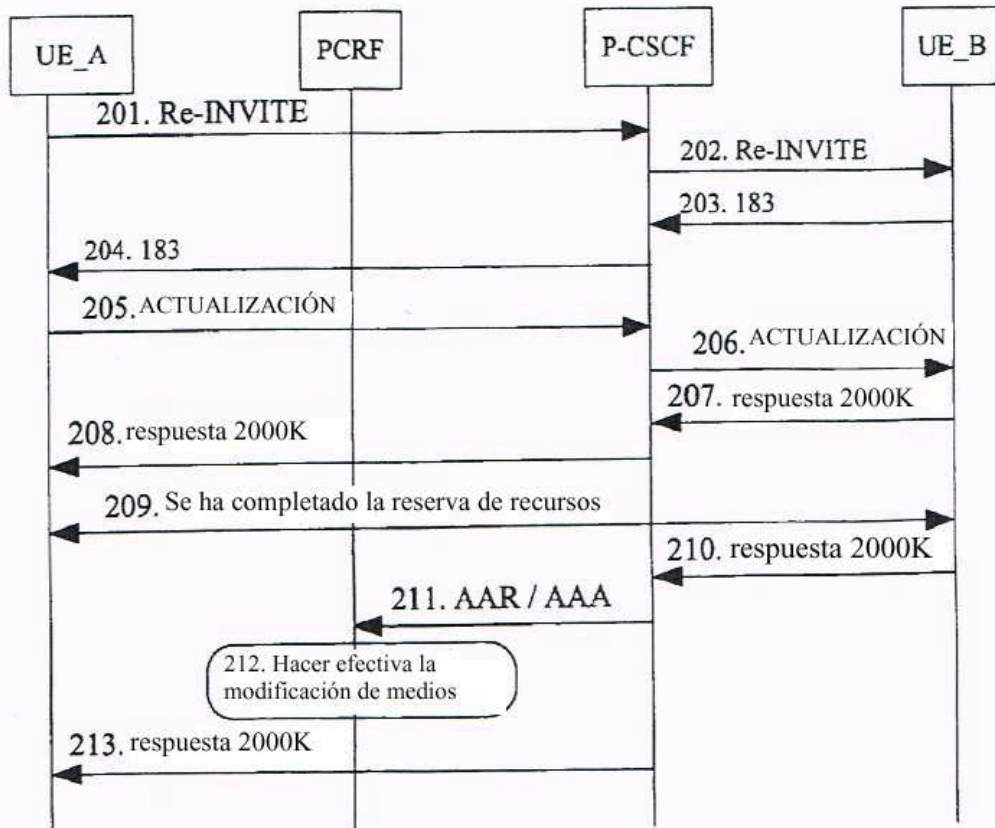 UE_A
PCRF
P-CSCF
UE_B
201. Re-INVITE
202. Re-INVITE
203. 183
204. 183
205. ACTUALIZACIÓN
206. ACTUALIZACIÓN
207. respuesta 2000K
208. respuesta 2000K
209. Se ha completado la reserva de recursos
210. respuesta 2000K
211. AAR / AAA
212. Hacer efectiva la
modificación de medios
213. respuesta 2000K